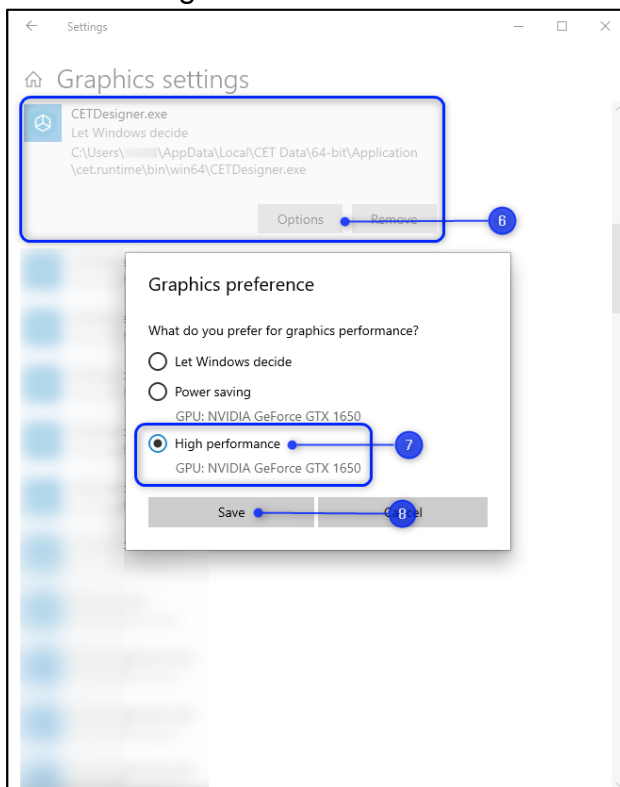 Settings
Graphics settings
CETDesigner.exe
Let Windows decide
C:\Users\ \AppData\Local\CET Data\64-bit\Application
\cet.runtime\bin\win64\CETDesigner.exe
Options Remove
6
Graphics preference
What do you prefer for graphics performance?
Let Windows decide
Power saving
GPU: NVIDIA GeForce GTX 1650
High performance
7
GPU: NVIDIA GeForce GTX 1650
Save Cancel
8